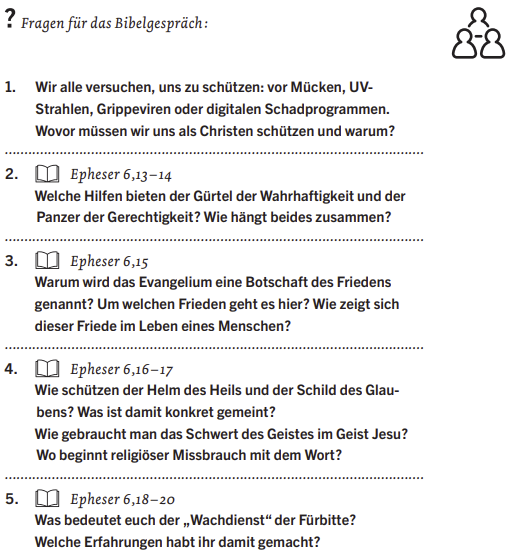 ? Fragen für das Bibelgespräch:
1. Wir alle versuchen, uns zu schützen: vor Mücken, UV-
Strahlen, Grippeviren oder digitalen Schadprogrammen.
Wovor müssen wir uns als Christen schützen und warum?
2. Epheser 6,13–14
Welche Hilfen bieten der Gürtel der Wahrhaftigkeit und der
Panzer der Gerechtigkeit? Wie hängt beides zusammen?
3. Epheser 6,15
Warum wird das Evangelium eine Botschaft des Friedens
genannt? Um welchen Frieden geht es hier? Wie zeigt sich
dieser Friede im Leben eines Menschen?
4. Epheser 6,16–17
Wie schützen der Helm des Heils und der Schild des Glau-
bens? Was ist damit konkret gemeint?
Wie gebraucht man das Schwert des Geistes im Geist Jesu?
Wo beginnt religiöser Missbrauch mit dem Wort?
5. Epheser 6,18–20
Was bedeutet euch der „Wachdienst“ der Fürbitte?
Welche Erfahrungen habt ihr damit gemacht?